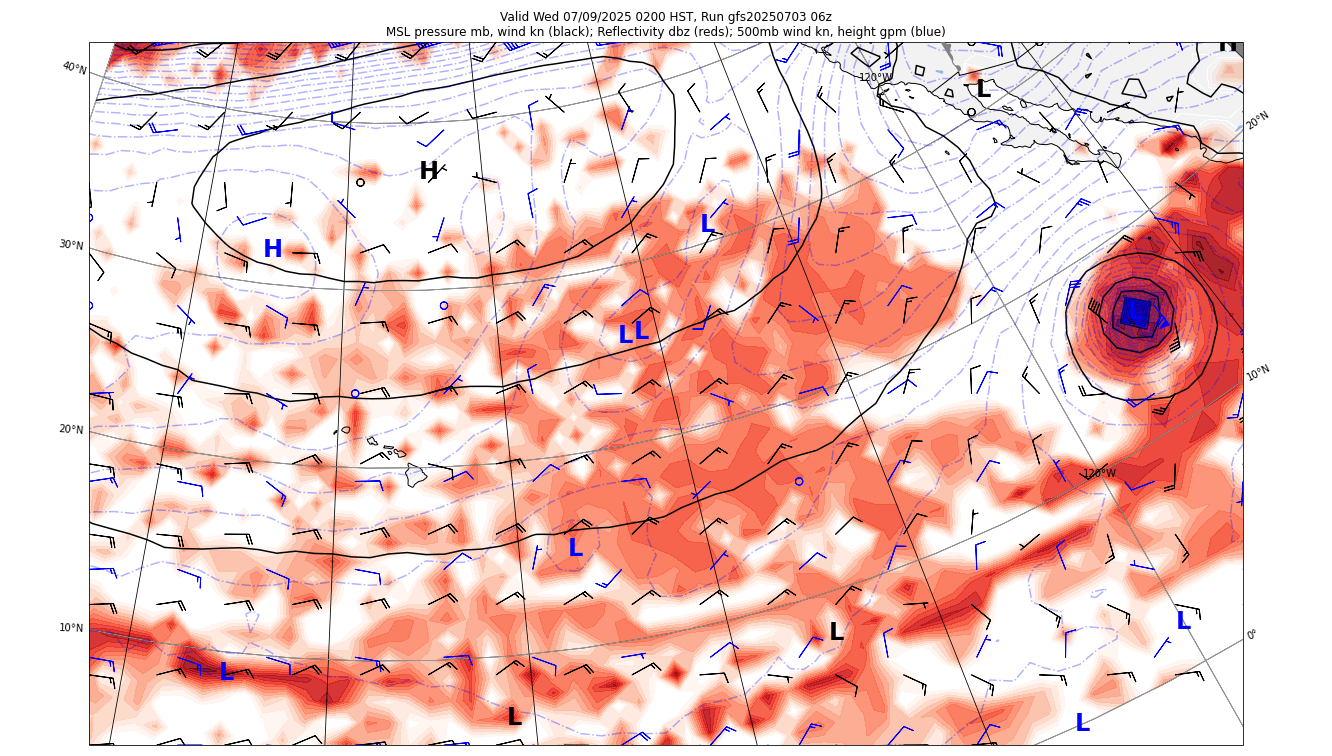 Valid Wed 07/09/2025 0200 HST, Run gfs20250703 06z
MSL pressure mb, wind kn (black); Reflectivity dbz (reds); 500mb wind kn, height gpm (blue)
H
40°N
120°W
L
20°N
H
L
30°N
H
L
L
10°N
20°N
120°W
L
10°N
L
L
0°
L
L
L